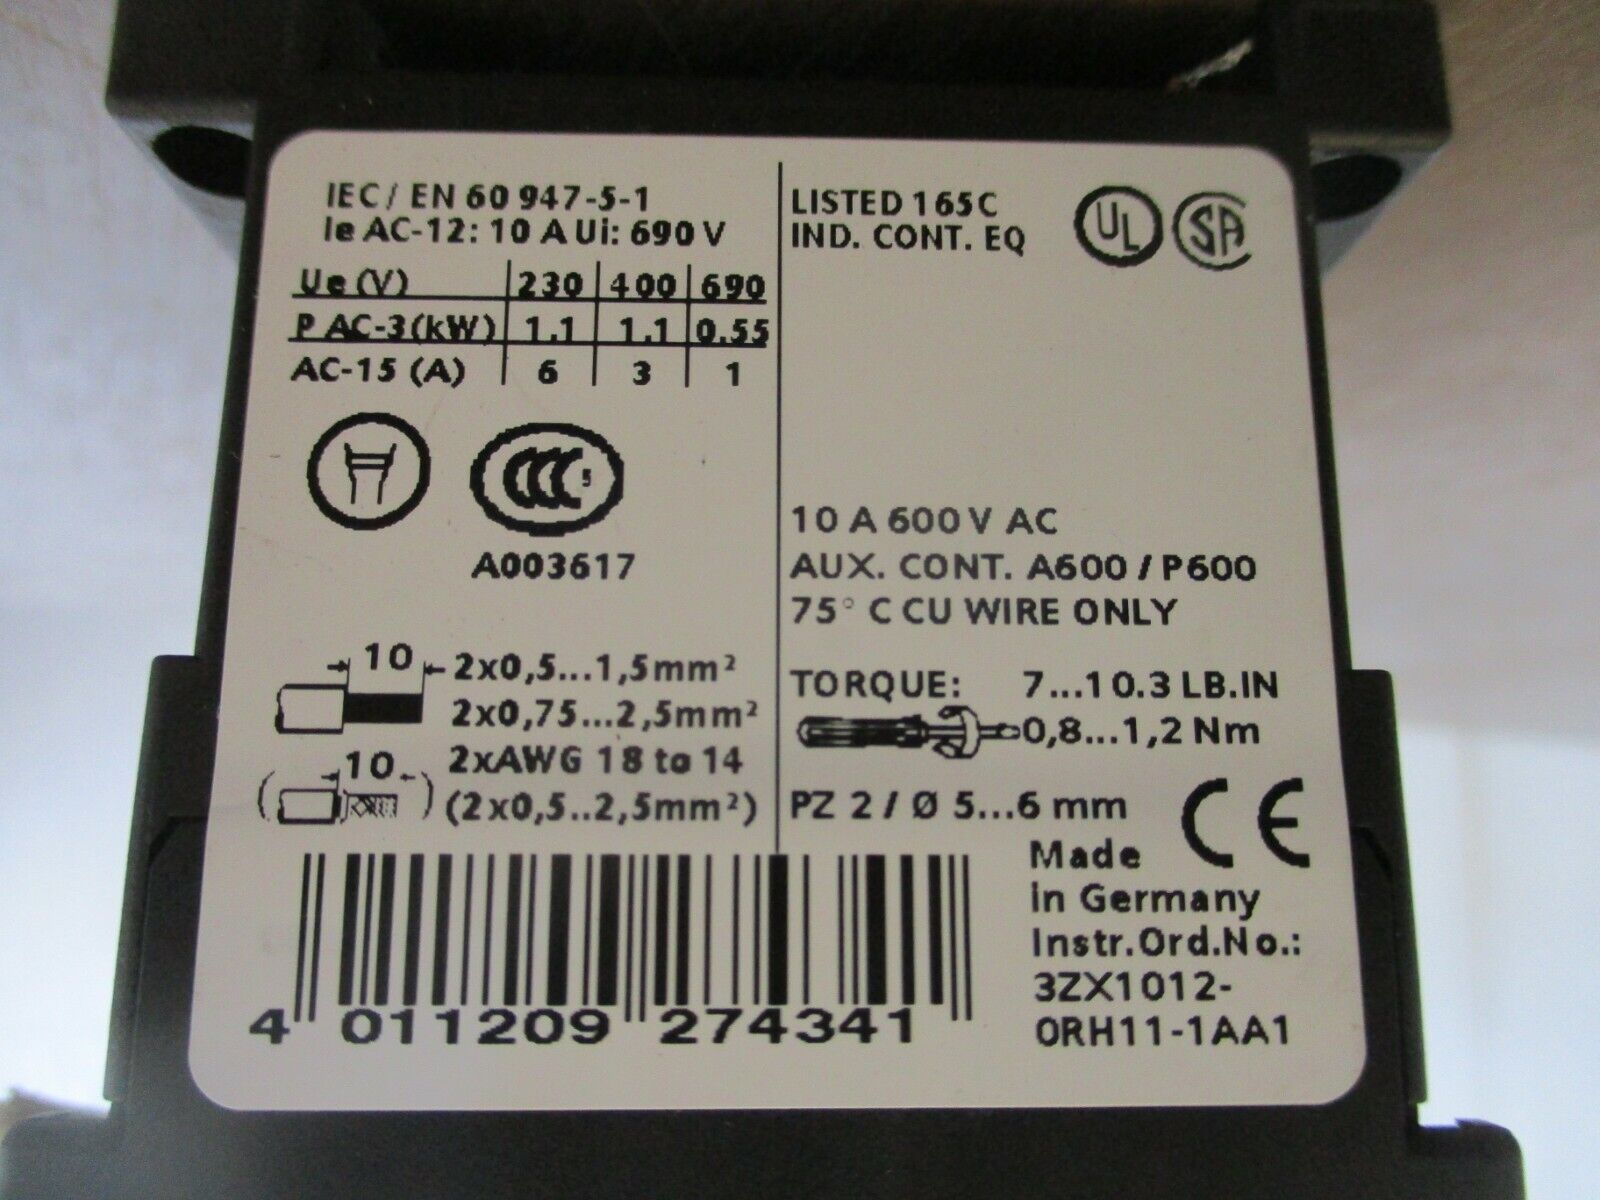 IEC / EN 60 947-5-1
Ie AC-12: 10 A Ui: 690 V
Ue (V) 230 400 690
P AC-3 (kW) 1.1 1.1 0.55
AC-15 (A) 6 3 1
CCC S
A003617
10 2x0,5...1,5mm²
2x0,75...2,5mm²
2xAWG 18 to 14
( 10 ) (2x0,5..2,5mm²)
LISTED 165C
IND. CONT. EQ
UL SA
10 A 600 V AC
AUX. CONT. A600 / P600
75° C CU WIRE ONLY
TORQUE: 7...10.3 LB.IN
0,8...1,2 Nm
PZ 2 / Ø 5...6 mm
CE
Made
in Germany
Instr.Ord.No.:
3ZX1012-
0RH11-1AA1
4 011209 274341